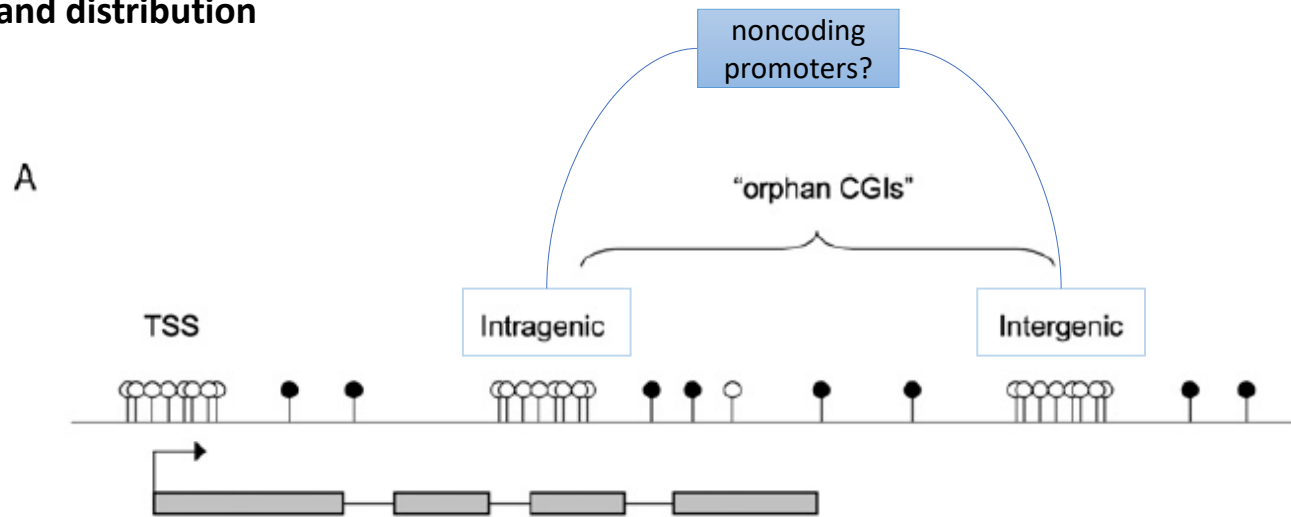 and distribution
noncoding
promoters?
A
“orphan CGIs”
TSS
Intragenic
Intergenic